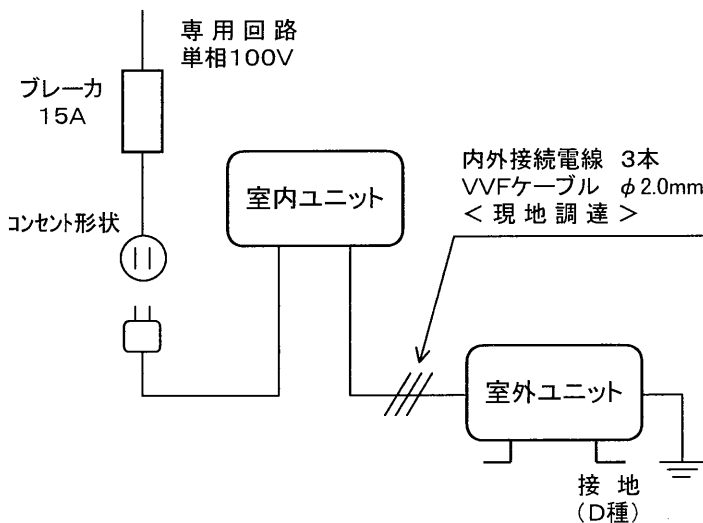 専用回路
単相100V
ブレーカ
15A
コンセント形状
室内ユニット
内外接続電線 3本
VVFケーブル φ2.0mm
<現地調達>
室外ユニット
接地
(D種)